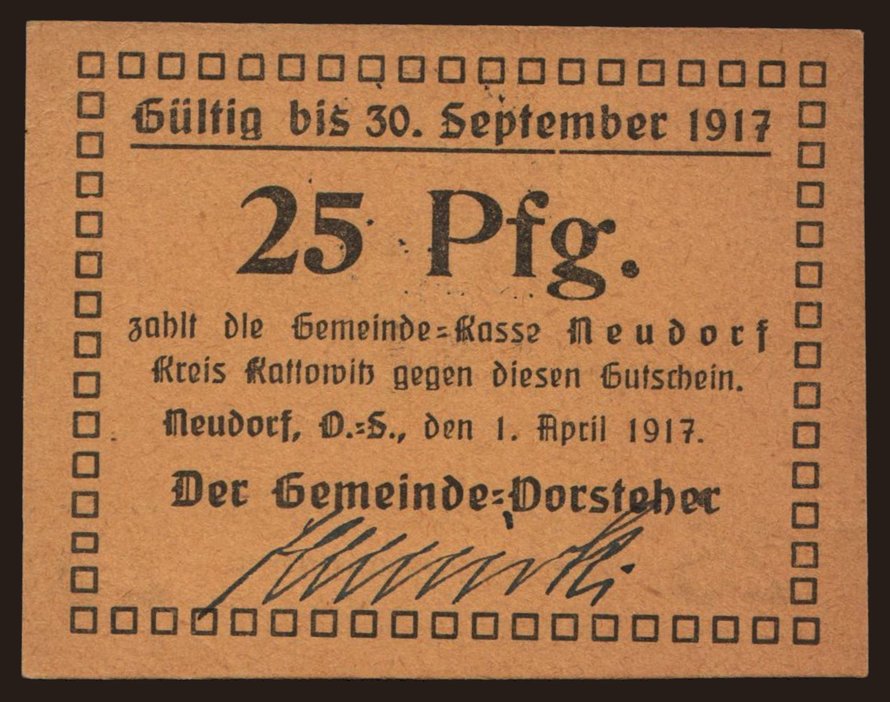 Gültig bis 30. September 1917
25 Pfg.
zahlt die Gemeinde=Kasse Neudorf
Kreis Kattowitz gegen diesen Gutschein.
Neudorf, O.=S., den 1. April 1917.
Der Gemeinde=Vorsteher